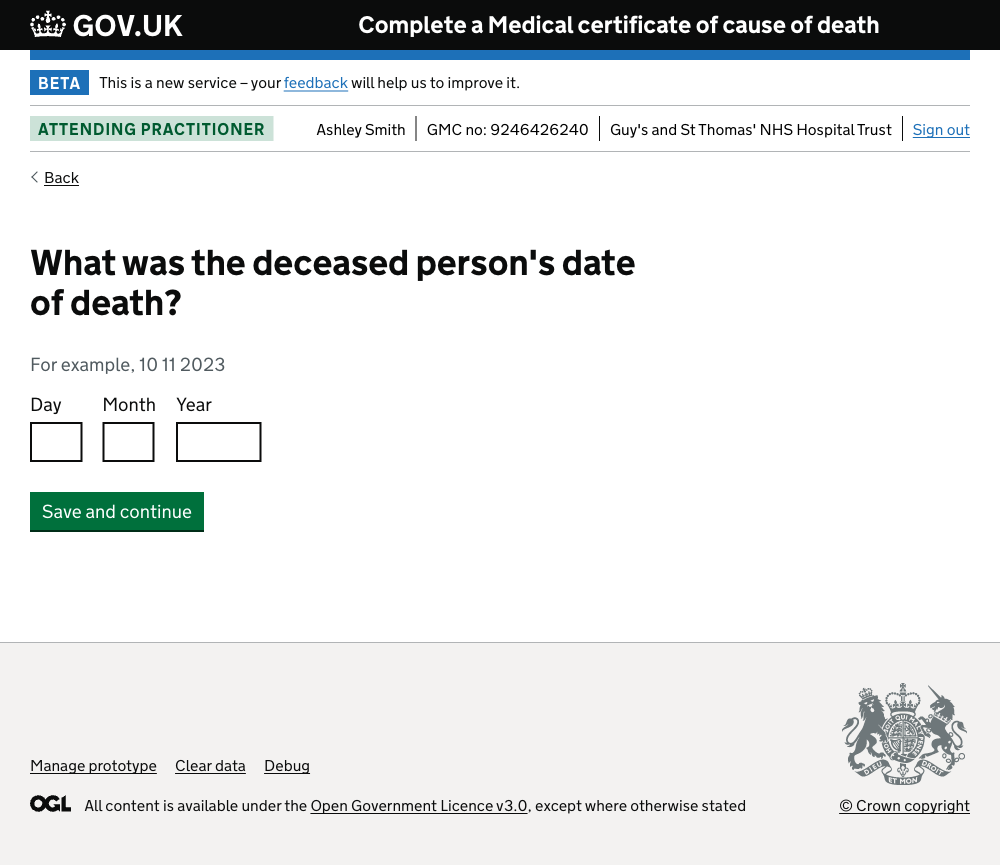 GOV.UK
Complete a Medical certificate of cause of death
BETA This is a new service – your feedback will help us to improve it.
ATTENDING PRACTITIONER Ashley Smith GMC no: 9246426240 Guy's and St Thomas' NHS Hospital Trust Sign out
Back
What was the deceased person's date
of death?
For example, 10 11 2023
Day Month Year
Save and continue
Manage prototype Clear data Debug
OGL All content is available under the Open Government Licence v3.0, except where otherwise stated
© Crown copyright